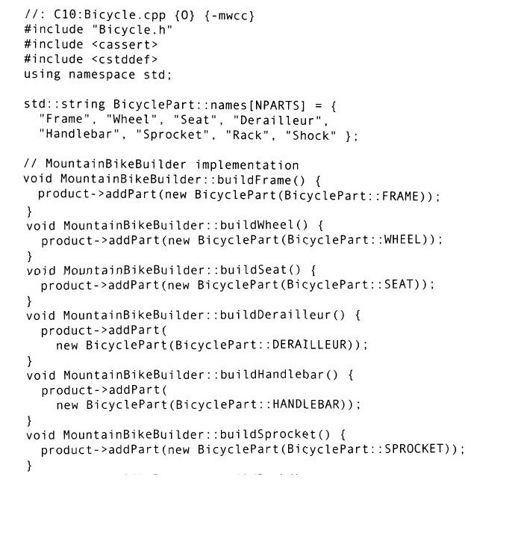 //: C10:Bicycle.cpp {O} {-mwcc}
#include "Bicycle.h"
#include <cassert>
#include <cstddef>
using namespace std;

std::string BicyclePart::names[NPARTS] = {
  "Frame", "Wheel", "Seat", "Derailleur",
  "Handlebar", "Sprocket", "Rack", "Shock" };

// MountainBikeBuilder implementation
void MountainBikeBuilder::buildFrame() {
  product->addPart(new BicyclePart(BicyclePart::FRAME));
}
void MountainBikeBuilder::buildWheel() {
  product->addPart(new BicyclePart(BicyclePart::WHEEL));
}
void MountainBikeBuilder::buildSeat() {
  product->addPart(new BicyclePart(BicyclePart::SEAT));
}
void MountainBikeBuilder::buildDerailleur() {
  product->addPart(
    new BicyclePart(BicyclePart::DERAILLEUR));
}
void MountainBikeBuilder::buildHandlebar() {
  product->addPart(
    new BicyclePart(BicyclePart::HANDLEBAR));
}
void MountainBikeBuilder::buildSprocket() {
  product->addPart(new BicyclePart(BicyclePart::SPROCKET));
}